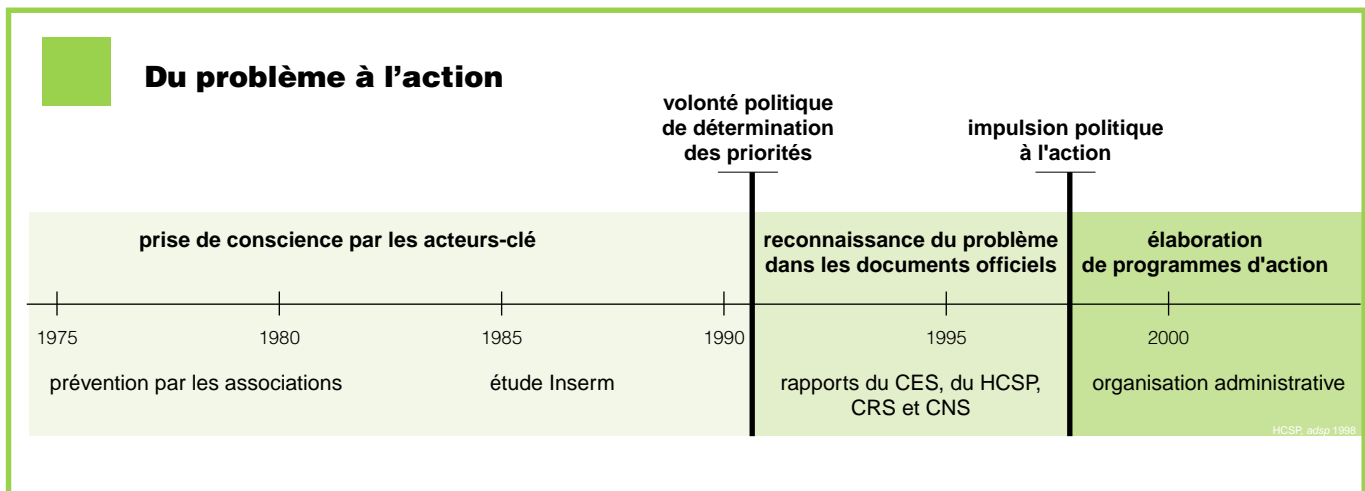 Du problème à l'action
volonté politique
de détermination
des priorités
impulsion politique
à l'action
prise de conscience par les acteurs-clé
reconnaissance du problème
dans les documents officiels
élaboration
de programmes d'action
1975 1980 1985 1990 1995 2000
prévention par les associations
étude Inserm
rapports du CES, du HCSP,
CRS et CNS
organisation administrative
HCSP, adsp 1998